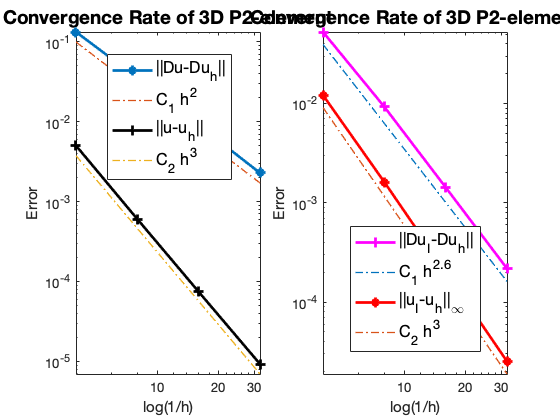 Convergence Rate of 3D P2-element
Convergence Rate of 3D P2-eleme
10^-1
10^-2
10^-3
10^-4
10^-5
Error
10
20
30
log(1/h)
||Du-Du_h||
C_1 h^2
||u-u_h||
C_2 h^3
10^-2
10^-3
10^-4
Error
10
20
30
log(1/h)
||Du_I-Du_h||
C_1 h^2.6
||u_I-u_h||_∞
C_2 h^3